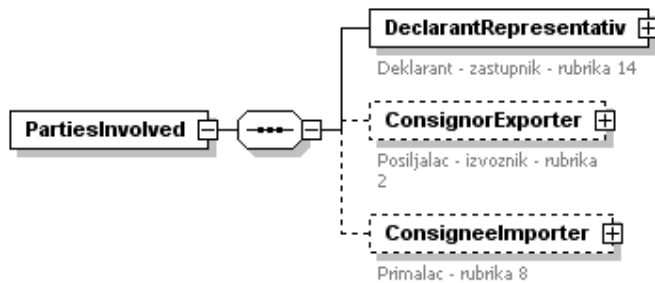 DeclarantRepresentativ
Deklarant - zastupnik - rubrika 14
PartiesInvolved
ConsignorExporter
Posiljalac - izvoznik - rubrika
2
ConsigneeImporter
Primalac - rubrika 8